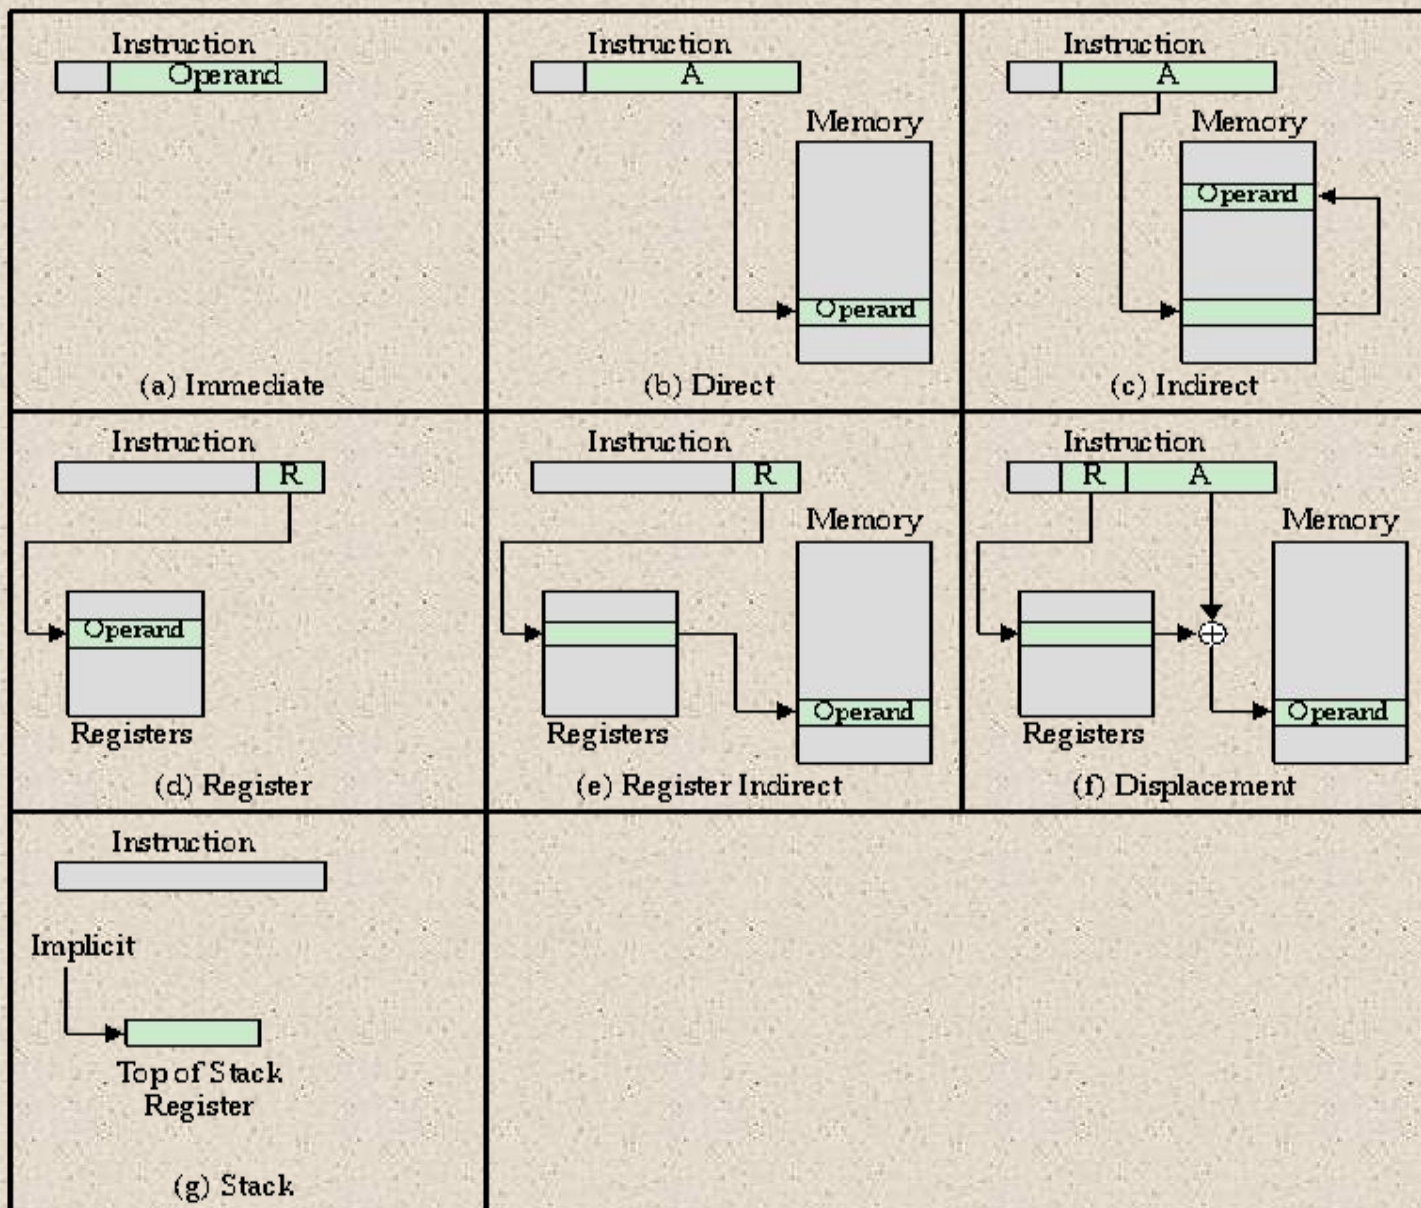 Instruction
Operand
(a) Immediate
Instruction
A
Memory
Operand
(b) Direct
Instruction
A
Memory
Operand
(c) Indirect
Instruction
R
Operand
Registers
(d) Register
Instruction
R
Memory
Operand
Registers
(e) Register Indirect
Instruction
R
A
Memory
Operand
Registers
(f) Displacement
Instruction
Implicit
Top of Stack
Register
(g) Stack